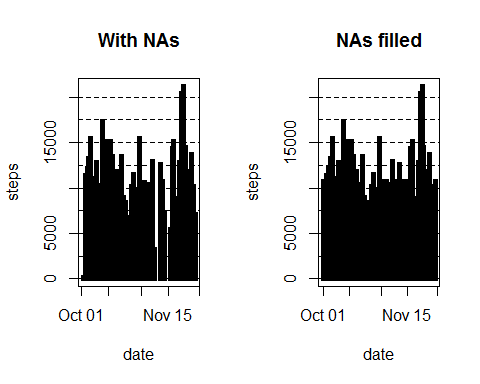 With NAs
NAs filled
steps
0
5000
15000
Oct 01
Nov 15
date
steps
0
5000
15000
Oct 01
Nov 15
date